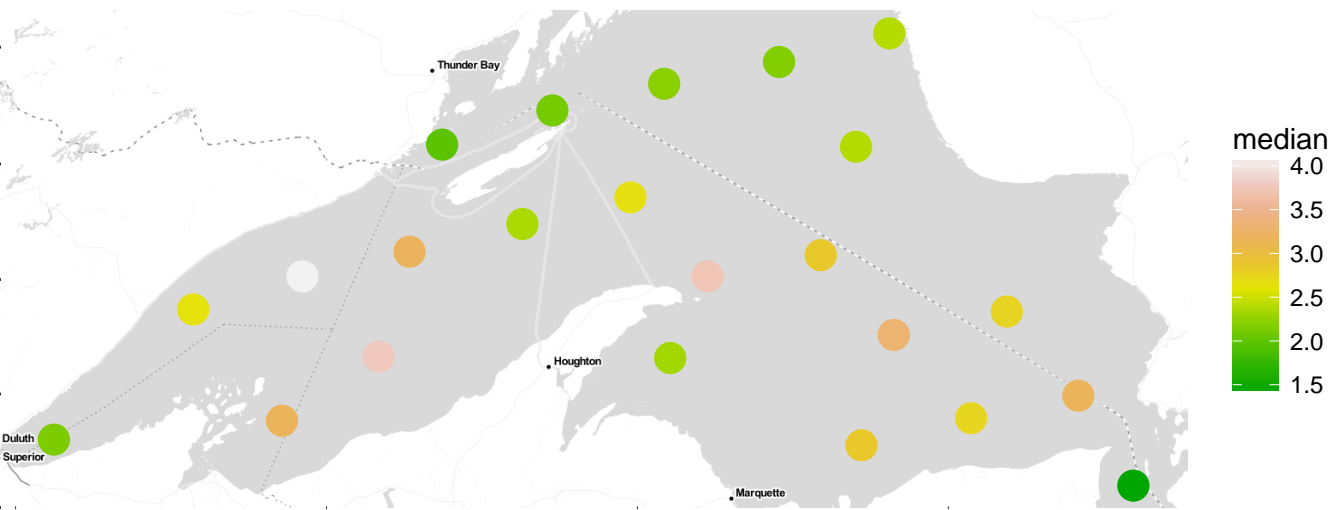 Thunder Bay
Houghton
Duluth
Superior
Marquette
median
4.0
3.5
3.0
2.5
2.0
1.5